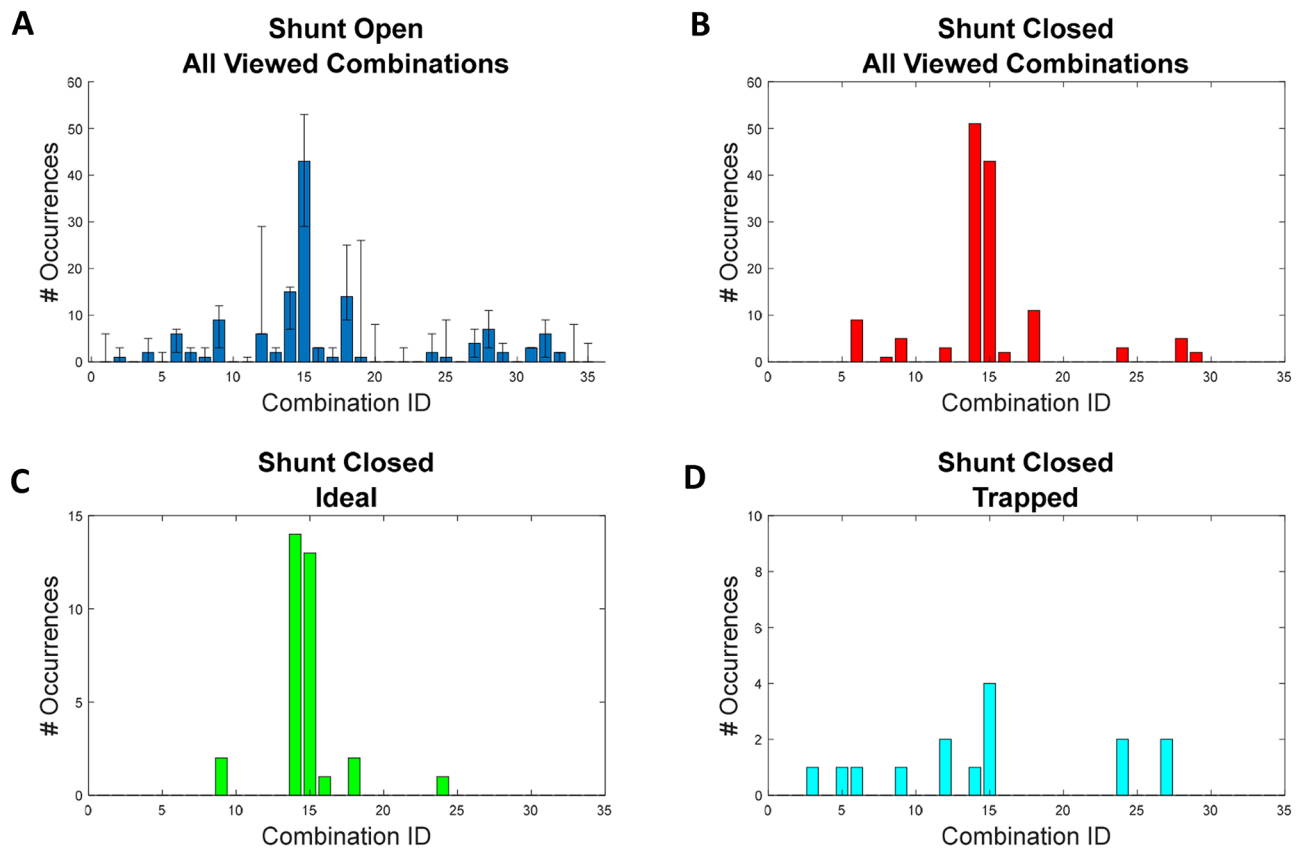 A
Shunt Open
All Viewed Combinations
60
50
40
30
20
10
0
# Occurrences
0 5 10 15 20 25 30 35
Combination ID
B
Shunt Closed
All Viewed Combinations
60
50
40
30
20
10
0
# Occurrences
0 5 10 15 20 25 30 35
Combination ID
C
Shunt Closed
Ideal
15
10
5
0
# Occurrences
0 5 10 15 20 25 30 35
Combination ID
D
Shunt Closed
Trapped
10
8
6
4
2
0
# Occurrences
0 5 10 15 20 25 30 35
Combination ID